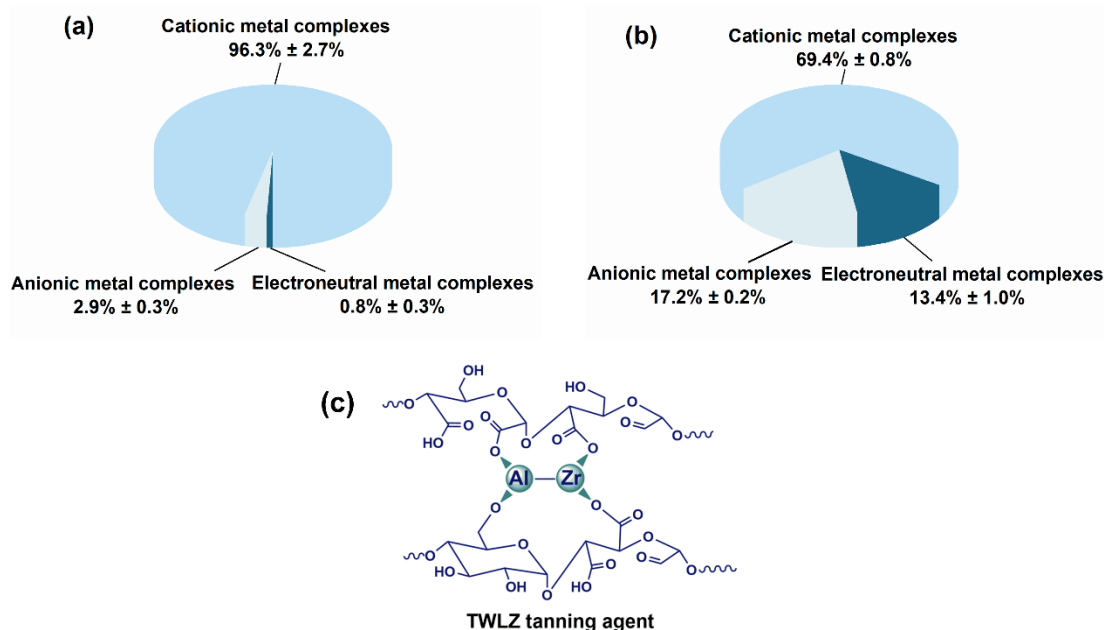 (a)
Cationic metal complexes
96.3% ± 2.7%
Anionic metal complexes
2.9% ± 0.3%
Electroneutral metal complexes
0.8% ± 0.3%
(b)
Cationic metal complexes
69.4% ± 0.8%
Anionic metal complexes
17.2% ± 0.2%
Electroneutral metal complexes
13.4% ± 1.0%
(c)
OH
HO
O
O
O
O
O
O
HO
O
O
O
O
O
O
Al
Zr
O
O
O
O
O
O
O
O
O
HO
OH
O
HO
O
TWLZ tanning agent